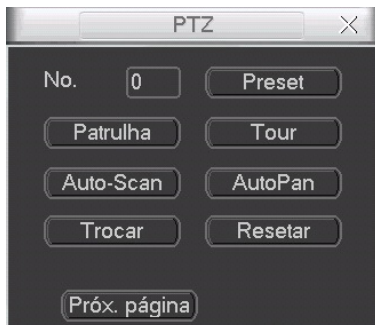 PTZ
No. 0 Preset
Patrulha Tour
Auto-Scan AutoPan
Trocar Resetar
Próx. página